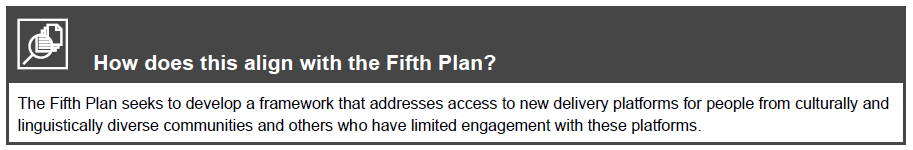 How does this align with the Fifth Plan?
The Fifth Plan seeks to develop a framework that addresses access to new delivery platforms for people from culturally and
linguistically diverse communities and others who have limited engagement with these platforms.